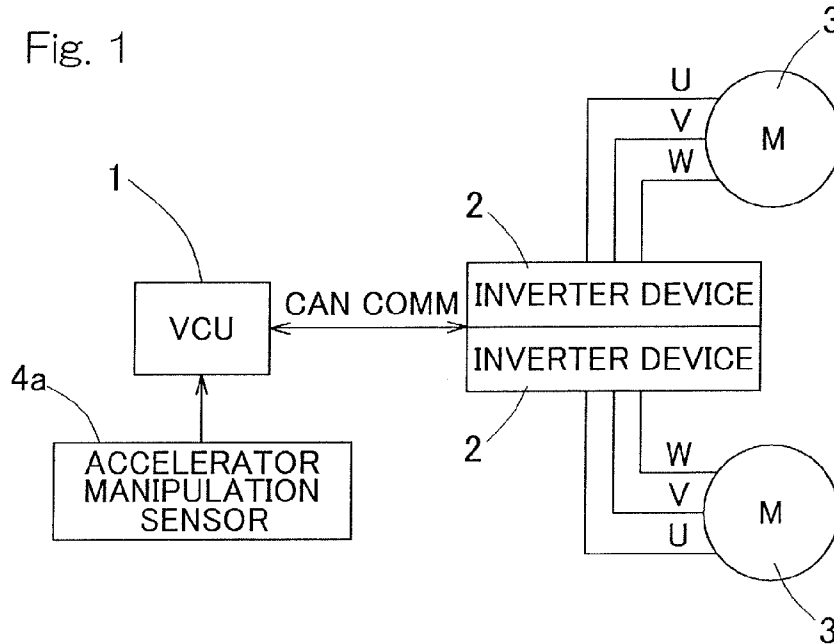 Fig. 1
3
U
V
W
M
1
2
VCU
CAN COMM
INVERTER DEVICE
INVERTER DEVICE
4a
2
ACCELERATOR
MANIPULATION
SENSOR
W
V
U
M
3